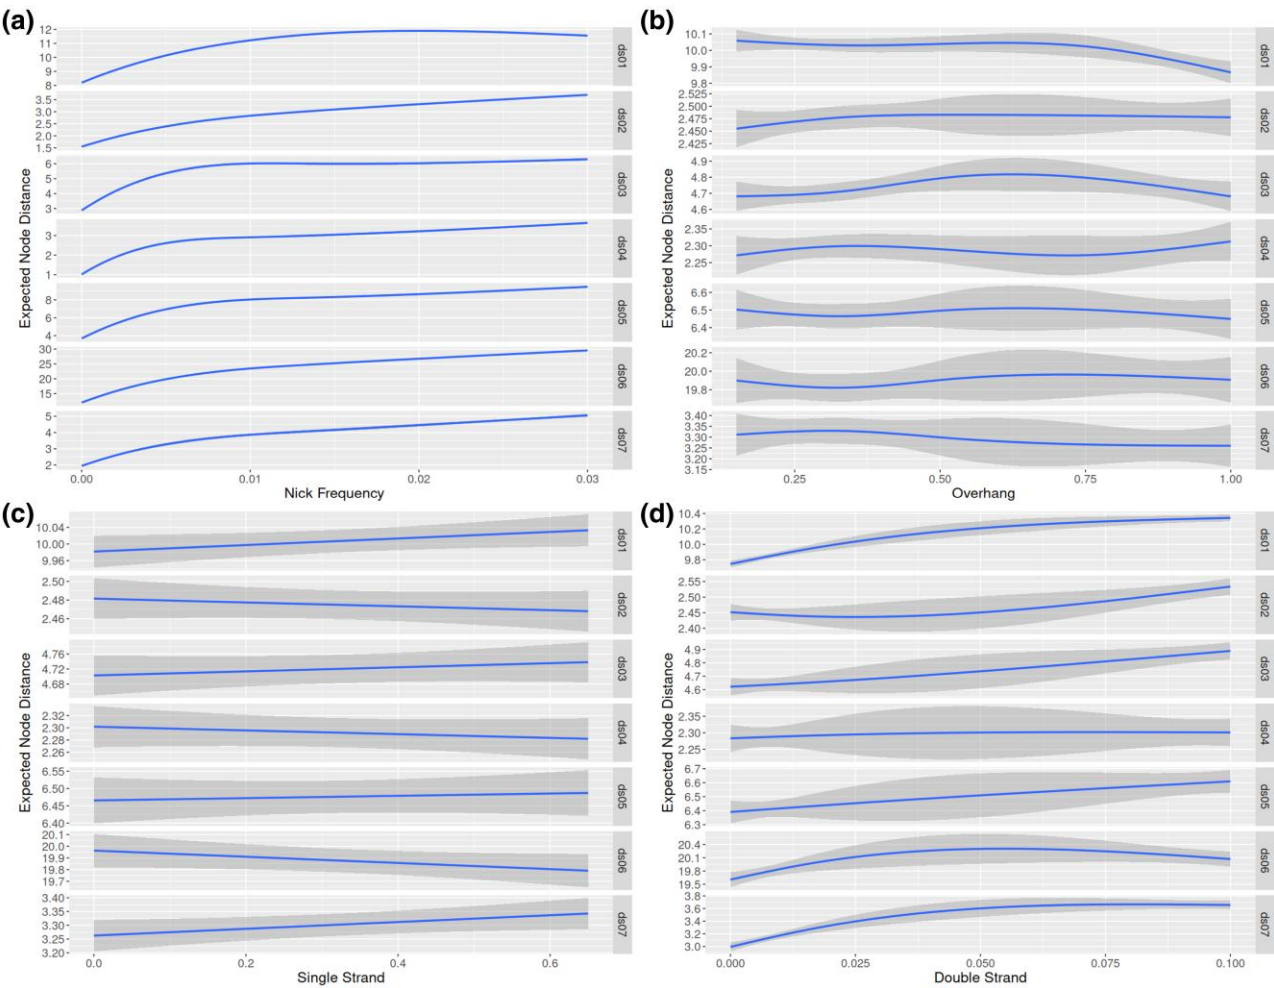 (a)
Expected Node Distance
12
11
10
9
8
ds01
3.5
3.0
2.5
2.0
1.5
ds02
6
5
4
3
ds03
3
2
1
ds04
8
6
4
ds05
30
25
20
15
ds06
5
4
3
2
ds07
0.00 0.01 0.02 0.03
Nick Frequency
(b)
Expected Node Distance
10.1
10.0
9.9
9.8
ds01
2.525
2.500
2.475
2.450
2.425
ds02
4.9
4.8
4.7
4.6
ds03
2.35
2.30
2.25
ds04
6.6
6.5
6.4
ds05
20.2
20.0
19.8
ds06
3.40
3.35
3.30
3.25
3.20
3.15
ds07
0.25 0.50 0.75 1.00
Overhang
(c)
Expected Node Distance
10.04
10.00
9.96
ds01
2.50
2.48
2.46
ds02
4.76
4.72
4.68
ds03
2.32
2.30
2.28
2.26
ds04
6.55
6.50
6.45
6.40
ds05
20.1
20.0
19.9
19.8
19.7
ds06
3.40
3.35
3.30
3.25
3.20
ds07
0.0 0.2 0.4 0.6
Single Strand
(d)
Expected Node Distance
10.4
10.2
10.0
9.8
ds01
2.55
2.50
2.45
2.40
ds02
4.9
4.8
4.7
4.6
ds03
2.35
2.30
2.25
ds04
6.7
6.6
6.5
6.4
6.3
ds05
20.4
20.1
19.8
19.5
ds06
3.8
3.6
3.4
3.2
3.0
ds07
0.000 0.025 0.050 0.075 0.100
Double Strand